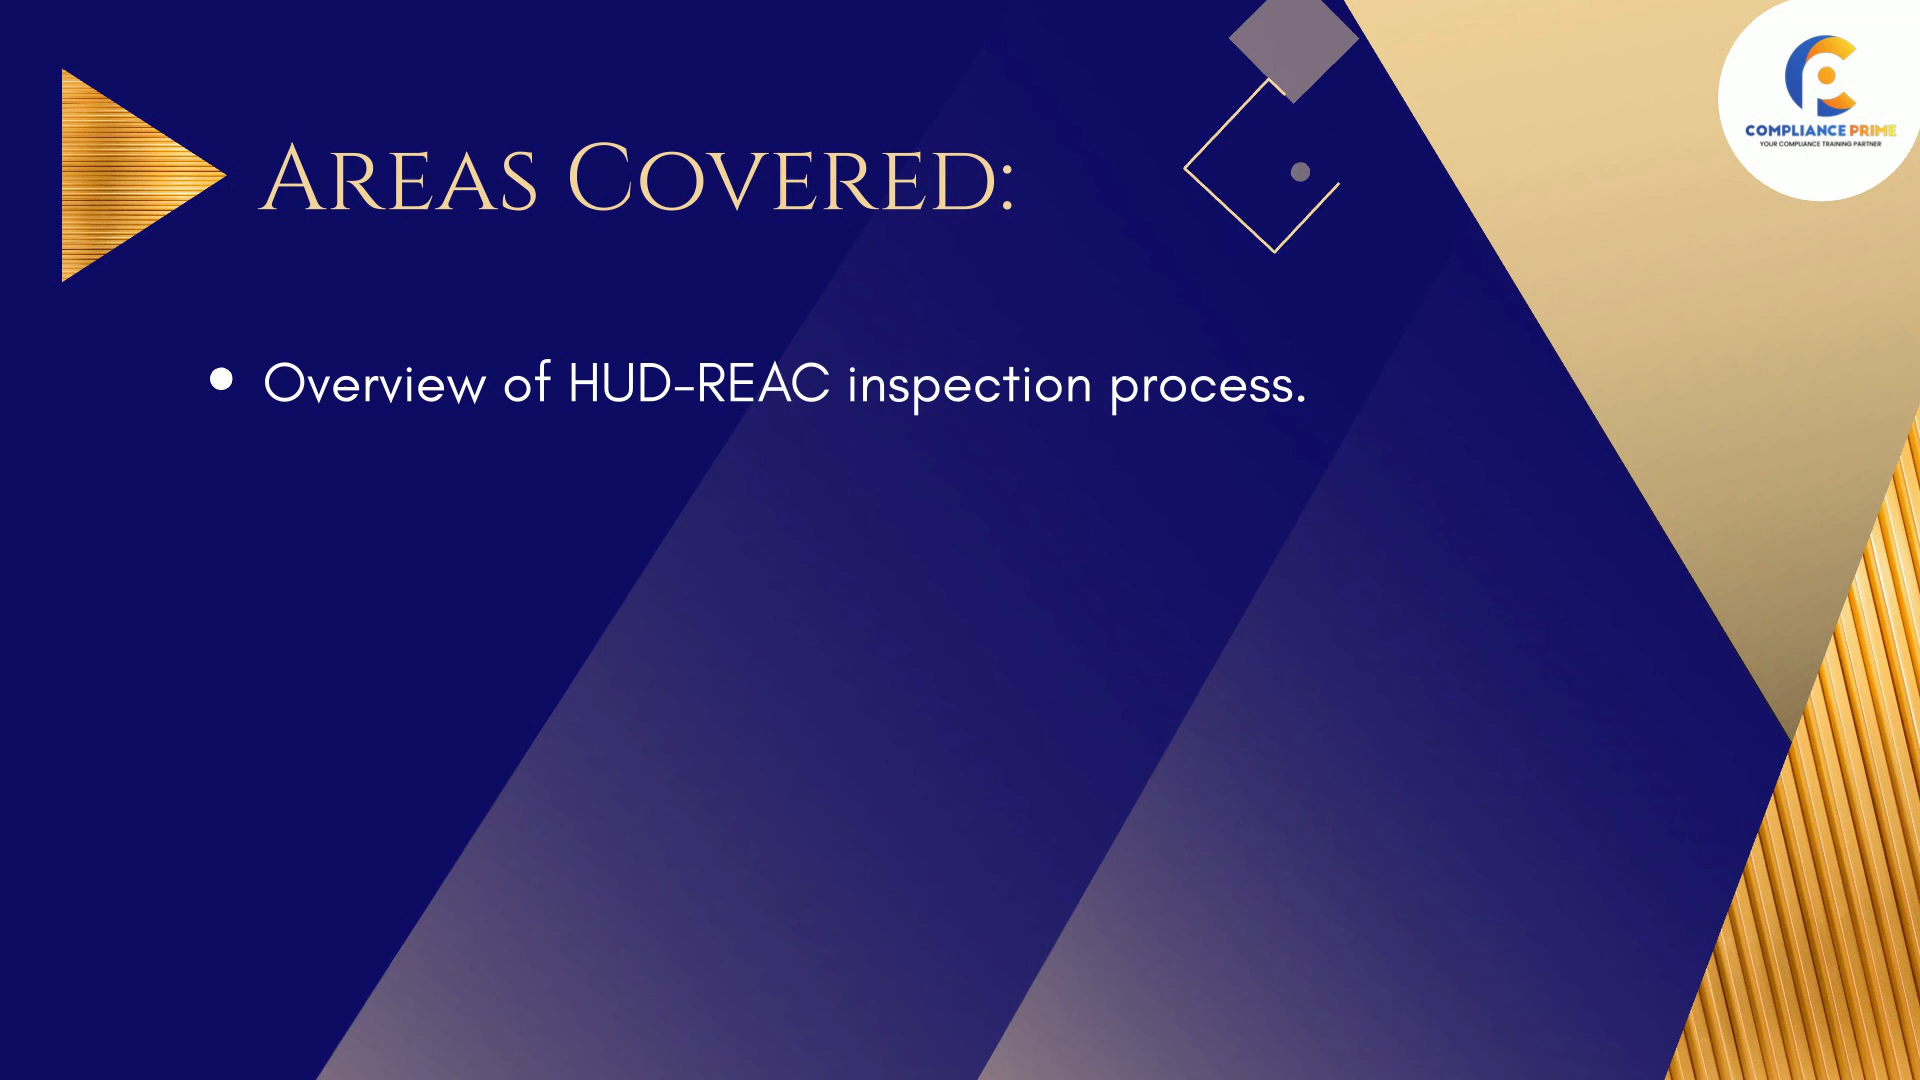 COMPLIANCE PRIME
YOUR COMPLIANCE TRAINING PARTNER
Areas Covered:
Overview of HUD-REAC inspection process.